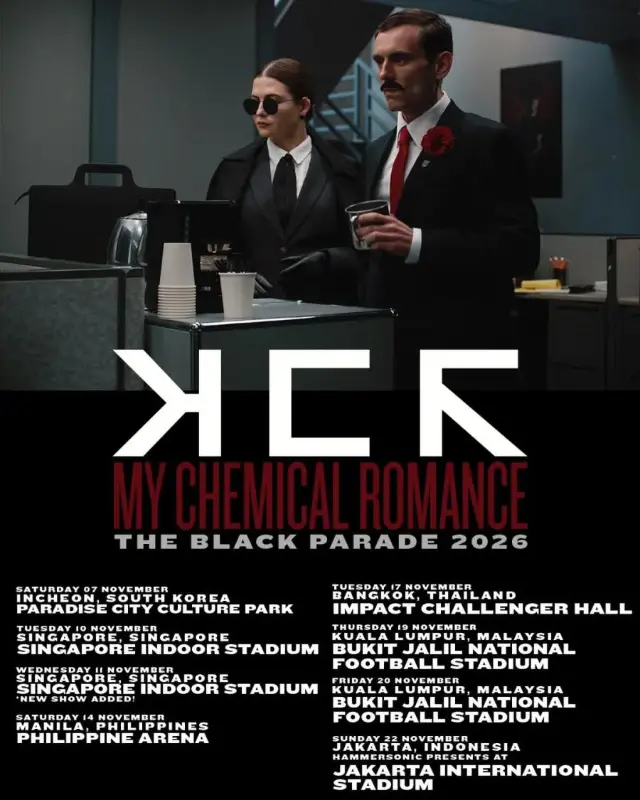 MY CHEMICAL ROMANCE
THE BLACK PARADE 2026
SATURDAY 07 NOVEMBER
INCHEON, SOUTH KOREA
PARADISE CITY CULTURE PARK
TUESDAY 10 NOVEMBER
SINGAPORE, SINGAPORE
SINGAPORE INDOOR STADIUM
WEDNESDAY 11 NOVEMBER
SINGAPORE, SINGAPORE
SINGAPORE INDOOR STADIUM
*NEW SHOW ADDED!
SATURDAY 14 NOVEMBER
MANILA, PHILIPPINES
PHILIPPINE ARENA
TUESDAY 17 NOVEMBER
BANGKOK, THAILAND
IMPACT CHALLENGER HALL
THURSDAY 19 NOVEMBER
KUALA LUMPUR, MALAYSIA
BUKIT JALIL NATIONAL
FOOTBALL STADIUM
FRIDAY 20 NOVEMBER
KUALA LUMPUR, MALAYSIA
BUKIT JALIL NATIONAL
FOOTBALL STADIUM
SUNDAY 22 NOVEMBER
JAKARTA, INDONESIA
HAMMERSONIC PRESENTS AT
JAKARTA INTERNATIONAL
STADIUM